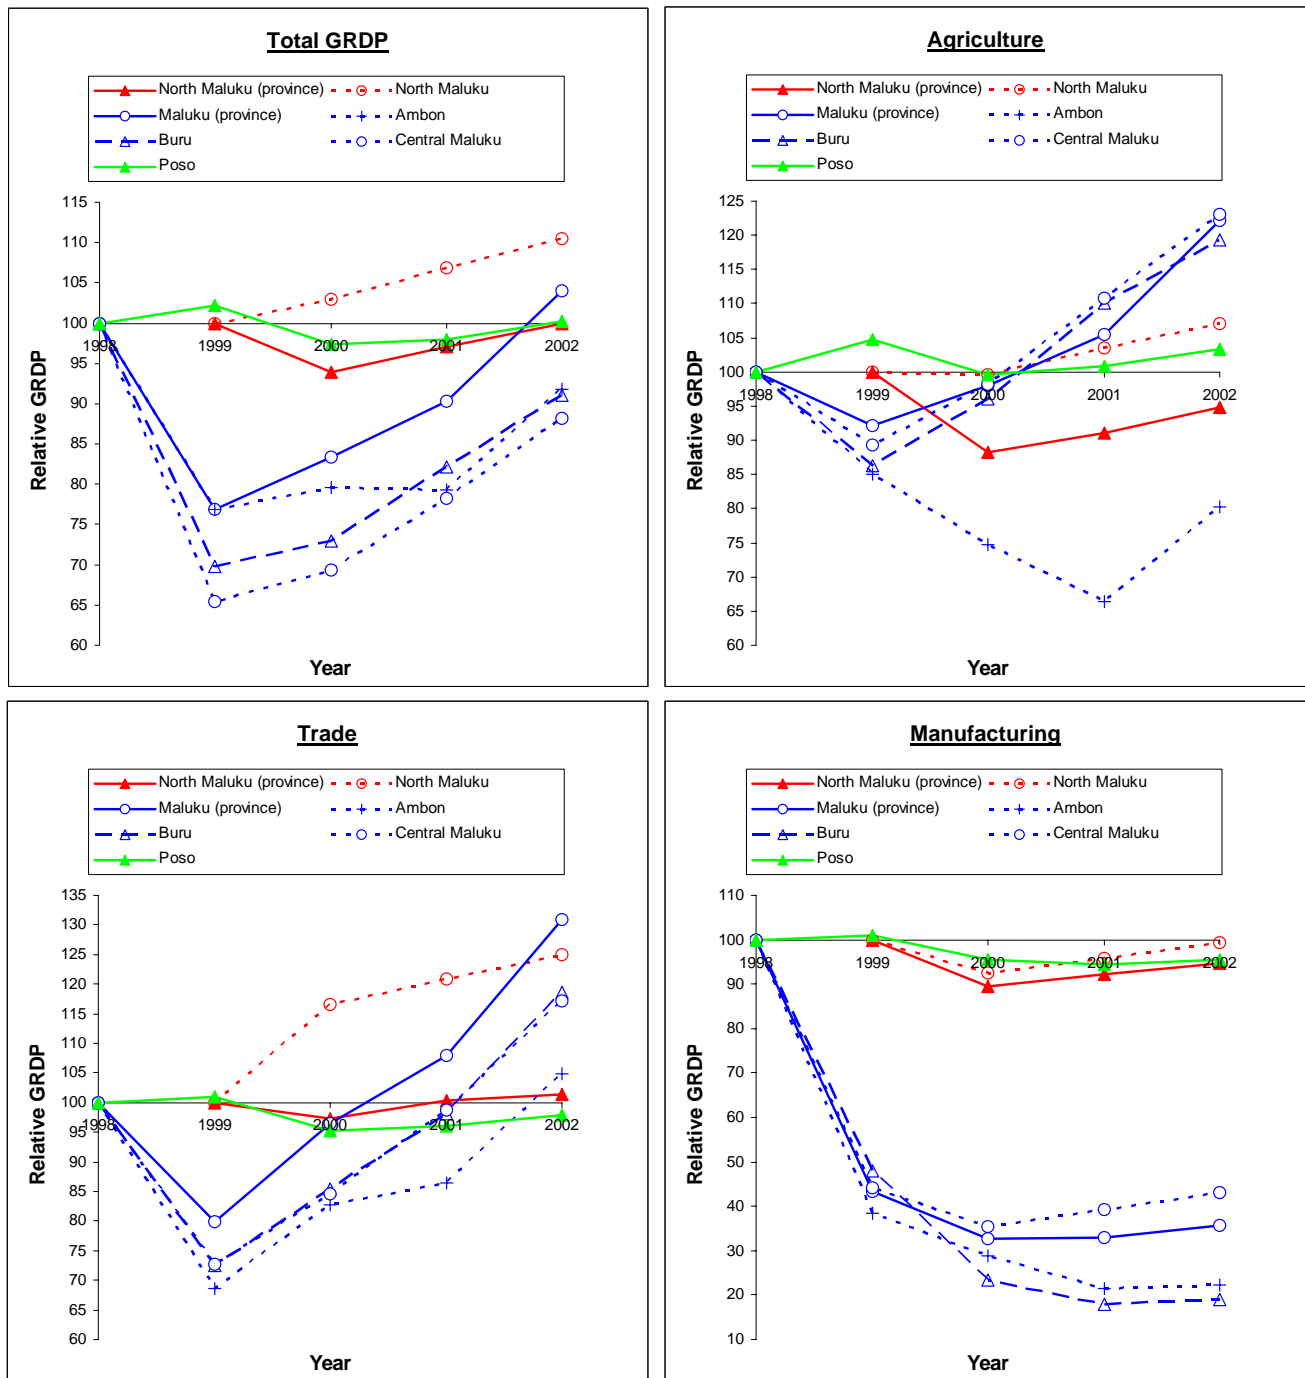 Total GRDP
North Maluku (province) North Maluku
Maluku (province) Ambon
Buru Central Maluku
Poso
115
110
105
100
95
90
85
80
75
70
65
60
1998 1999 2000 2001 2002
Relative GRDP
Year
Agriculture
North Maluku (province) North Maluku
Maluku (province) Ambon
Buru Central Maluku
Poso
125
120
115
110
105
100
95
90
85
80
75
70
65
60
1998 1999 2000 2001 2002
Relative GRDP
Year
Trade
North Maluku (province) North Maluku
Maluku (province) Ambon
Buru Central Maluku
Poso
135
130
125
120
115
110
105
100
95
90
85
80
75
70
65
60
1998 1999 2000 2001 2002
Relative GRDP
Year
Manufacturing
North Maluku (province) North Maluku
Maluku (province) Ambon
Buru Central Maluku
Poso
110
100
90
80
70
60
50
40
30
20
10
1998 1999 2000 2001 2002
Relative GRDP
Year